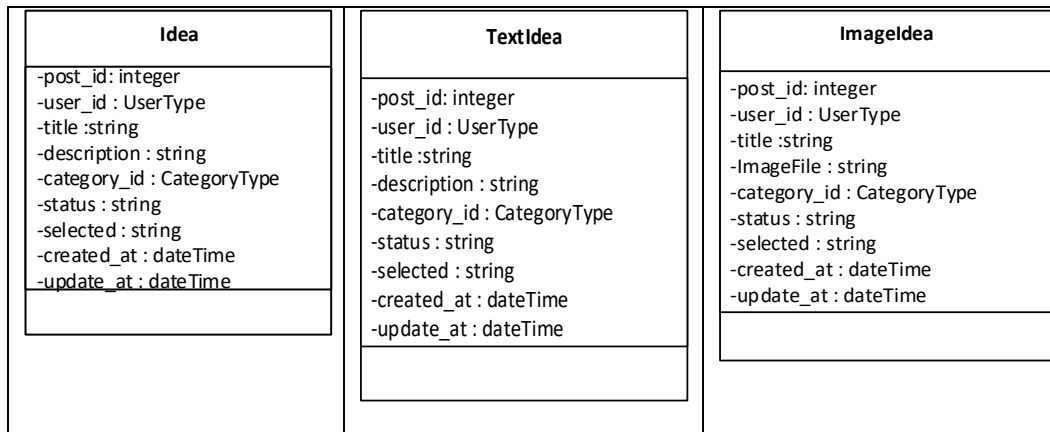 Idea
-post_id: integer
-user_id : UserType
-title :string
-description : string
-category_id : CategoryType
-status : string
-selected : string
-created_at : dateTime
-update_at : dateTime
TextIdea
-post_id: integer
-user_id : UserType
-title :string
-description : string
-category_id : CategoryType
-status : string
-selected : string
-created_at : dateTime
-update_at : dateTime
ImageIdea
-post_id: integer
-user_id : UserType
-title :string
-ImageFile : string
-category_id : CategoryType
-status : string
-selected : string
-created_at : dateTime
-update_at : dateTime